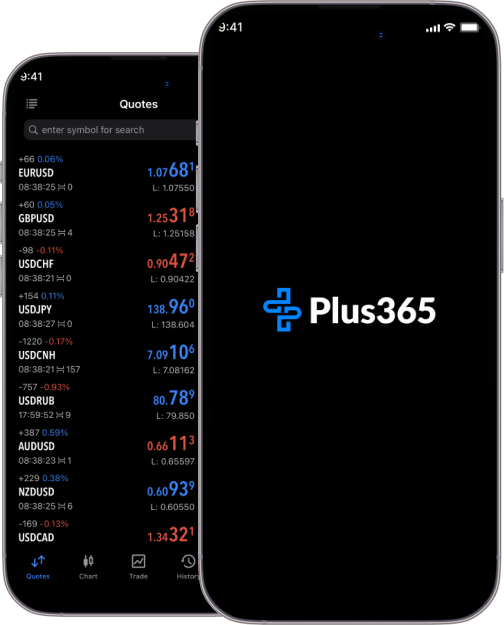 9:41
Quotes
enter symbol for search
+66 0.06%
EURUSD 1.07681
08:38:25 0 L: 1.07550
+60 0.05%
GBPUSD 1.25318
08:38:25 4 L: 1.25158
-98 -0.11%
USDCHF 0.90472
08:38:21 0 L: 0.90422
+154 0.11%
USDJPY 138.960
08:38:27 0 L: 138.604
-1220 -0.17%
USDCNH 7.09106
08:38:21 157 L: 7.08162
-757 -0.93%
USDRUB 80.789
17:59:52 9 L: 79.850
+387 0.59%
AUDUSD 0.66113
08:38:23 1 L: 0.65597
+229 0.38%
NZDUSD 0.60939
08:38:25 6 L: 0.60550
-169 -0.13%
USDCAD 1.34321
Quotes Chart Trade History
9:41
Plus365